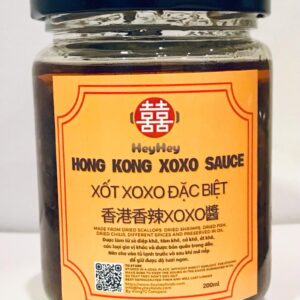 囍
HeyHey
HONG KONG XOXO SAUCE
XỐT XOXO ĐẶC BIỆT
香港香辣XOXO醬
MADE FROM DRIED SCALLOPS, DRIED SHRIMPS, DRIED FISH,
DRIED CHILIS, DIFFERENT SPICES AND PRESERVED IN OIL
Được làm từ sò điệp khô, tôm khô, cá khô, ớt khô,
các loại gia vị khác và được bảo quản trong dầu.
Nên cho vào tủ lạnh trước và sau khi mở nắp
để giữ được độ tươi ngon.
200ml